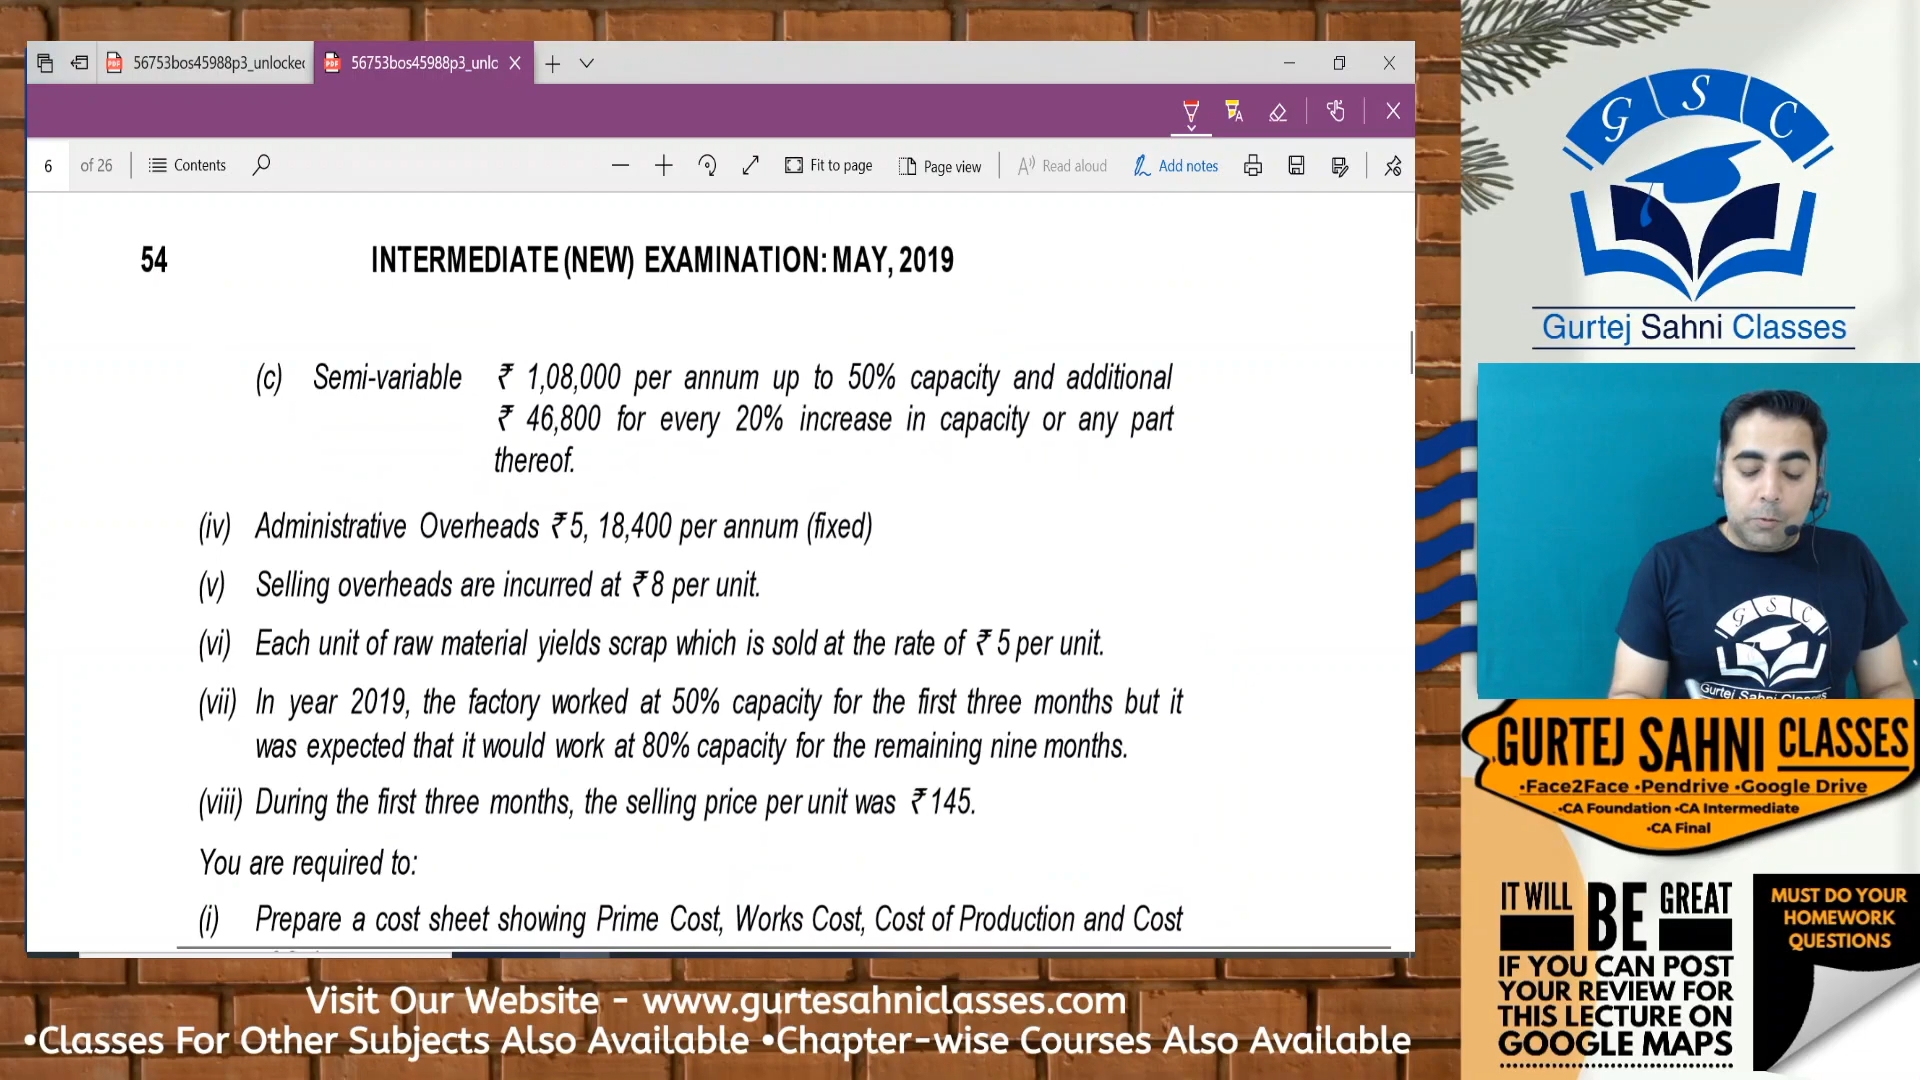 56753bos45988p3_unlocked
56753bos45988p3_unlo
6 of 26
Contents
Fit to page
Page view
Read aloud
Add notes
54 INTERMEDIATE (NEW) EXAMINATION: MAY, 2019
(c) Semi-variable ₹ 1,08,000 per annum up to 50% capacity and additional
₹ 46,800 for every 20% increase in capacity or any part
thereof.
(iv) Administrative Overheads ₹ 5, 18,400 per annum (fixed)
(v) Selling overheads are incurred at ₹ 8 per unit.
(vi) Each unit of raw material yields scrap which is sold at the rate of ₹ 5 per unit.
(vii) In year 2019, the factory worked at 50% capacity for the first three months but it
was expected that it would work at 80% capacity for the remaining nine months.
(viii) During the first three months, the selling price per unit was ₹ 145.
You are required to:
(i) Prepare a cost sheet showing Prime Cost, Works Cost, Cost of Production and Cost
G S C
Gurtej Sahni Classes
G S C
Gurtej Sahni Classes
GURTEJ SAHNI CLASSES
•Face2Face •Pendrive •Google Drive
•CA Foundation •CA Intermediate
•CA Final
IT WILL BE GREAT
IF YOU CAN POST
YOUR REVIEW FOR
THIS LECTURE ON
GOOGLE MAPS
MUST DO YOUR
HOMEWORK
QUESTIONS
Visit Our Website - www.gurtesahniclasses.com
•Classes For Other Subjects Also Available •Chapter-wise Courses Also Available